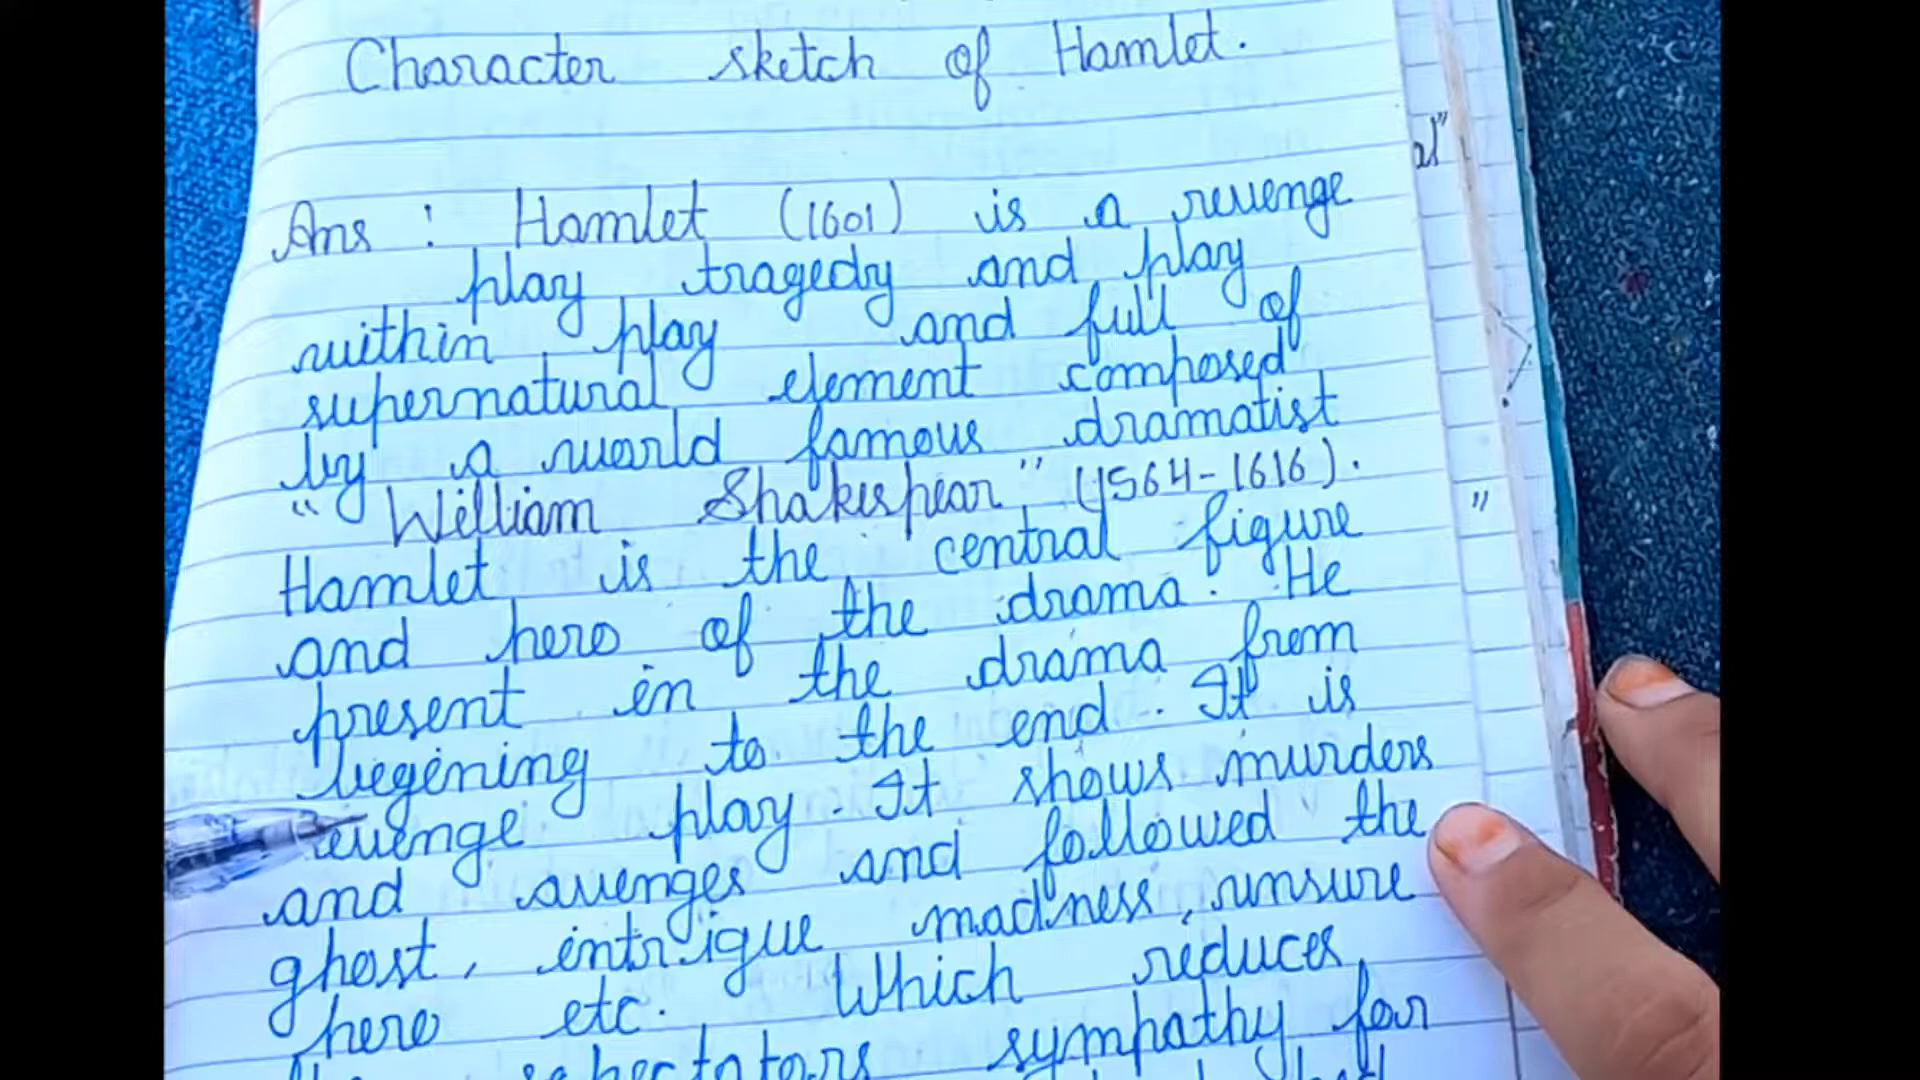 Character sketch of Hamlet.
Ans : Hamlet (1601) is a revenge
play tragedy and play
within play and full of
supernatural element composed
by a world famous dramatist
"William Shakespear" (1564-1616).
Hamlet is the central figure
and hero of the drama. He
present in the drama from
begening to the end. It is
revenge play. It shows murders
and avenges and followed the
ghost, intrigue madness, unsure
hero etc. Which reduces
spectators sympathy for
al"
"